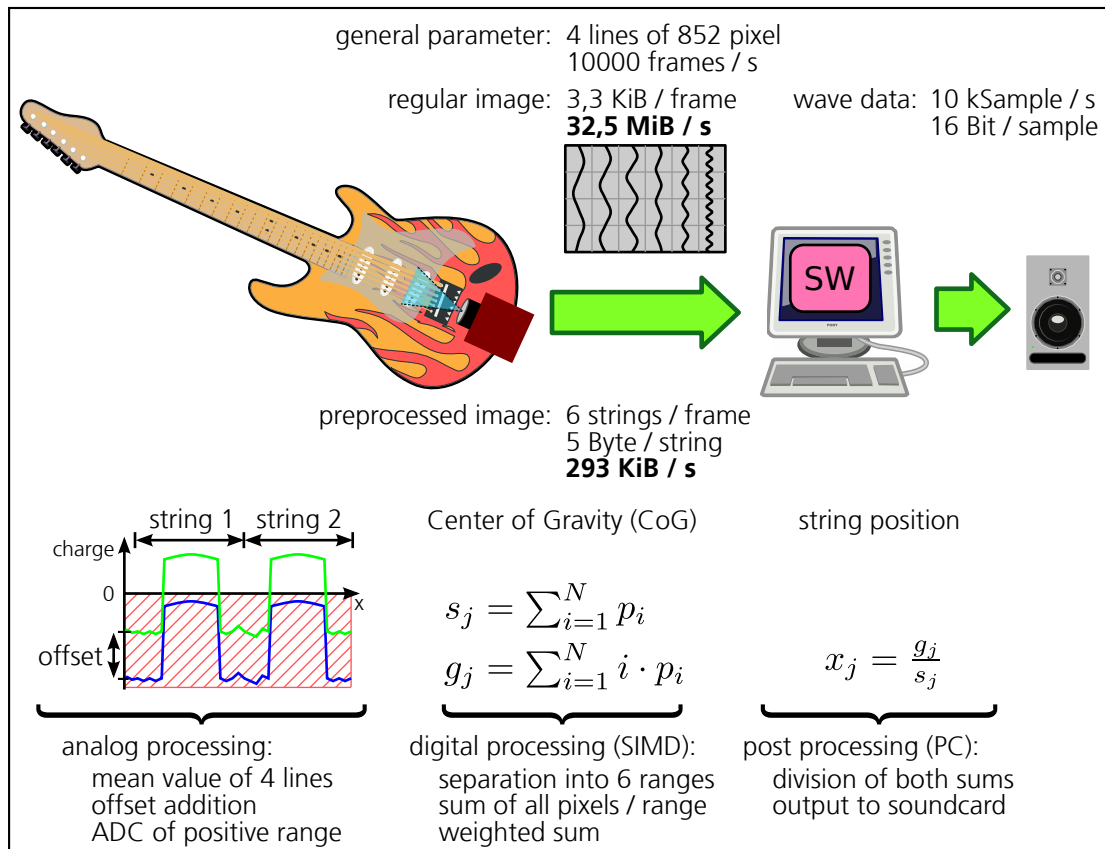 general parameter: 4 lines of 852 pixel
10000 frames / s
regular image: 3,3 KiB / frame
32,5 MiB / s
wave data: 10 kSample / s
16 Bit / sample
SW
preprocessed image: 6 strings / frame
5 Byte / string
293 KiB / s
string 1 string 2
charge
0
x
offset
Center of Gravity (CoG)
s_j = ∑_{i=1}^{N} p_i
g_j = ∑_{i=1}^{N} i · p_i
string position
x_j = g_j / s_j
analog processing:
mean value of 4 lines
offset addition
ADC of positive range
digital processing (SIMD):
separation into 6 ranges
sum of all pixels / range
weighted sum
post processing (PC):
division of both sums
output to soundcard